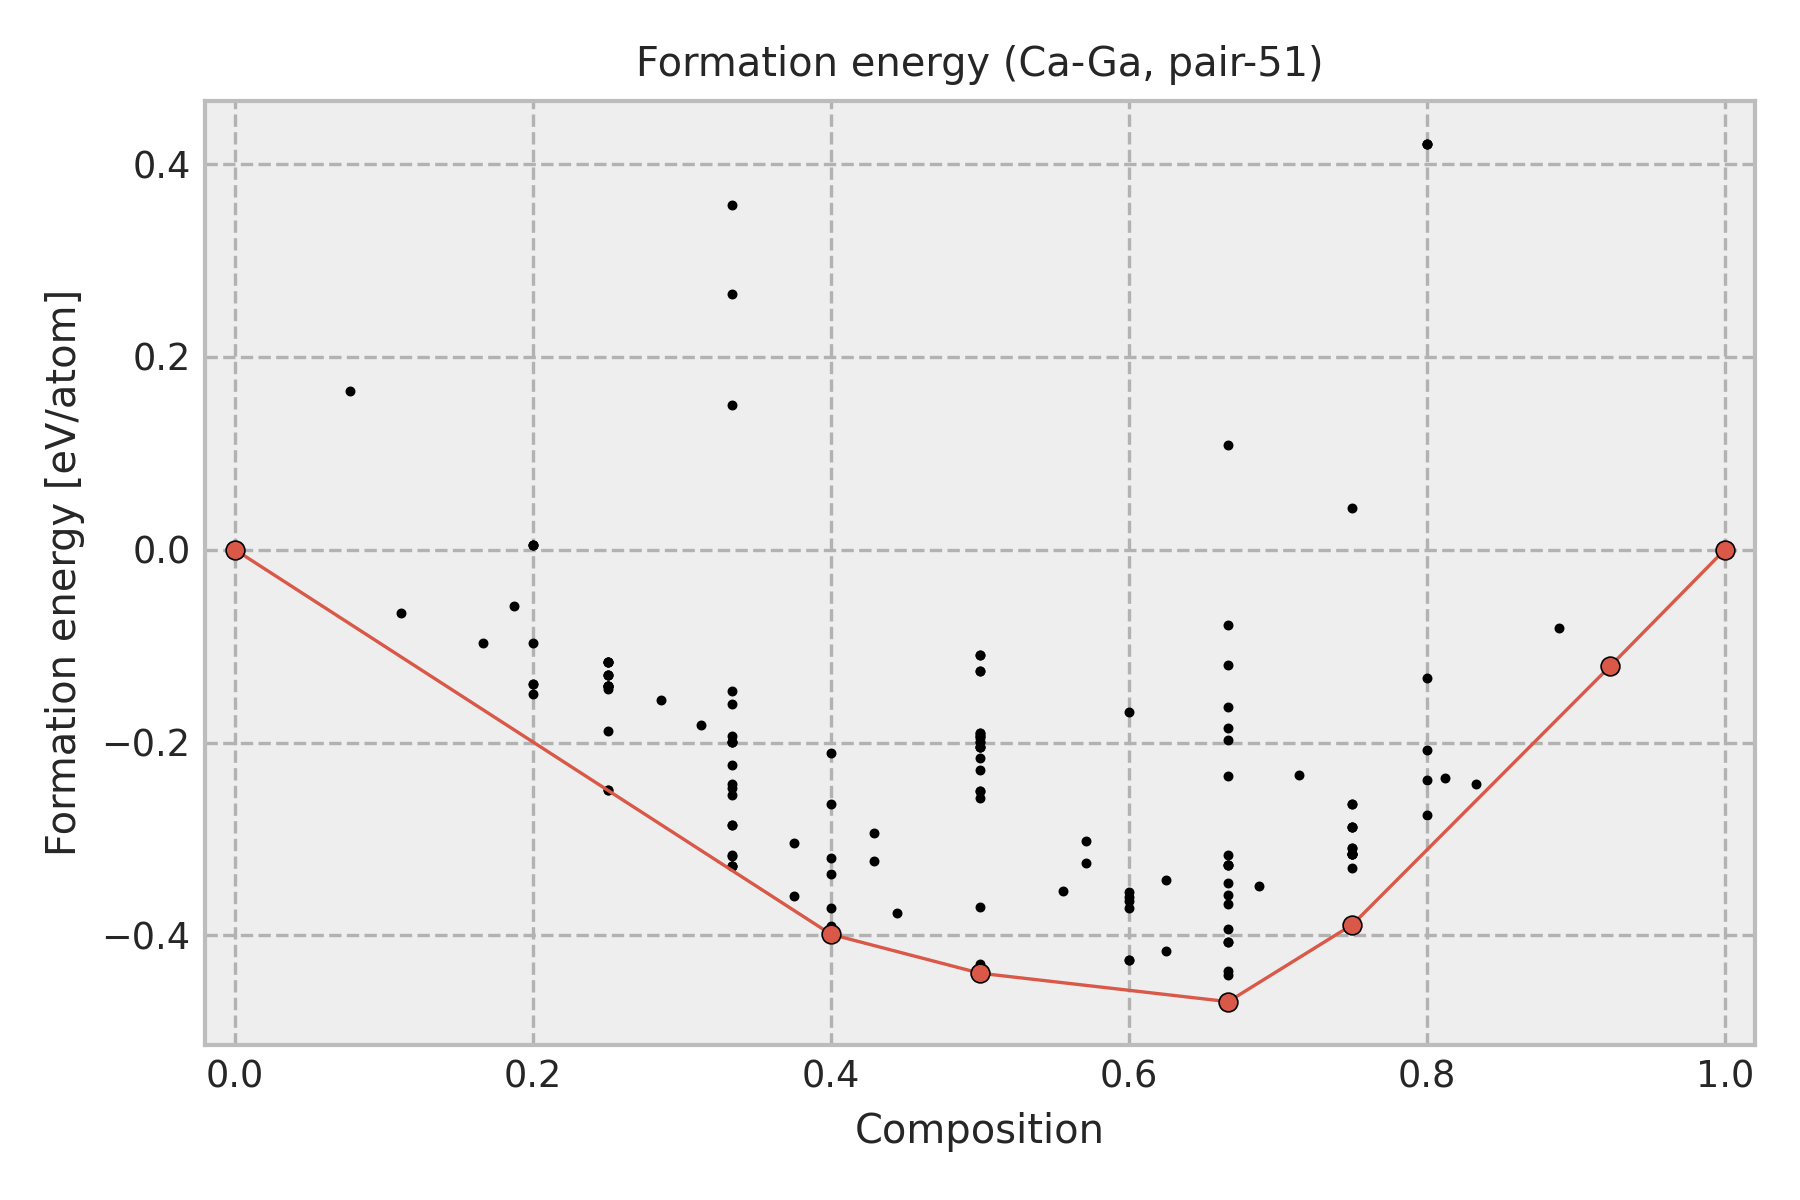 Formation energy (Ca-Ga, pair-51)
Formation energy [eV/atom]
0.4
0.2
0.0
−0.2
−0.4
0.0 0.2 0.4 0.6 0.8 1.0
Composition